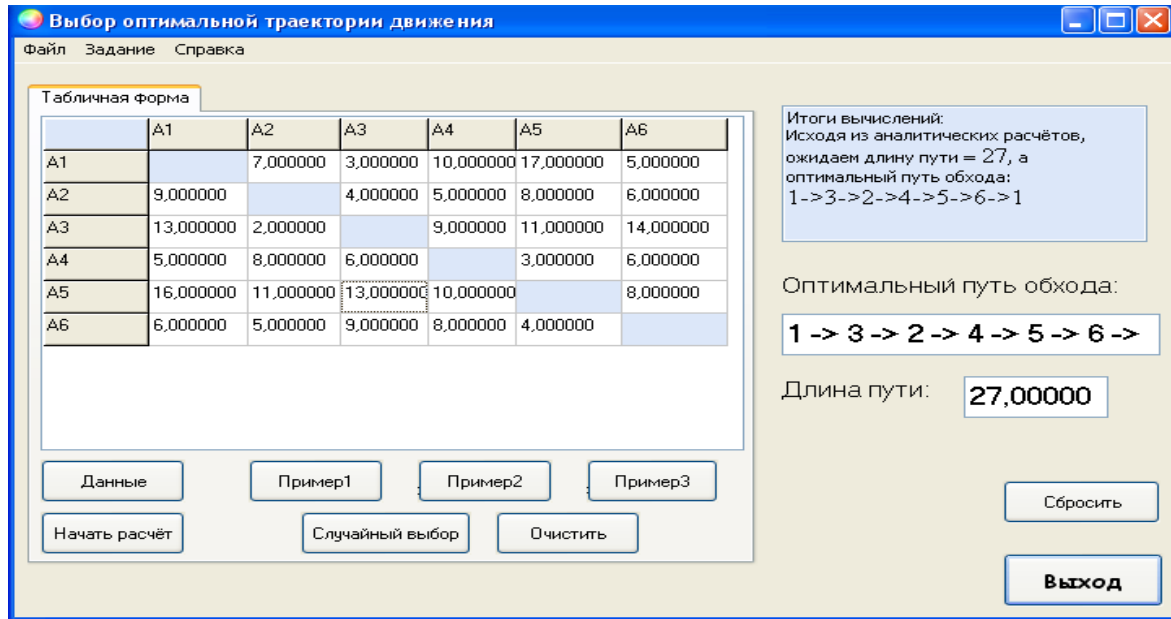 Выбор оптимальной траектории движения
Файл Задание Справка
Табличная форма
A1 A2 A3 A4 A5 A6
A1 7,000000 3,000000 10,000000 17,000000 5,000000
A2 9,000000 4,000000 5,000000 8,000000 6,000000
A3 13,000000 2,000000 9,000000 11,000000 14,000000
A4 5,000000 8,000000 6,000000 3,000000 6,000000
A5 16,000000 11,000000 13,000000 10,000000 8,000000
A6 6,000000 5,000000 9,000000 8,000000 4,000000
Данные Пример1 Пример2 Пример3
Начать расчёт Случайный выбор Очистить
Итоги вычислений:
Исходя из аналитических расчётов,
ожидаем длину пути = 27, а
оптимальный путь обхода:
1->3->2->4->5->6->1
Оптимальный путь обхода:
1 -> 3 -> 2 -> 4 -> 5 -> 6 ->
Длина пути: 27,00000
Сбросить
Выход